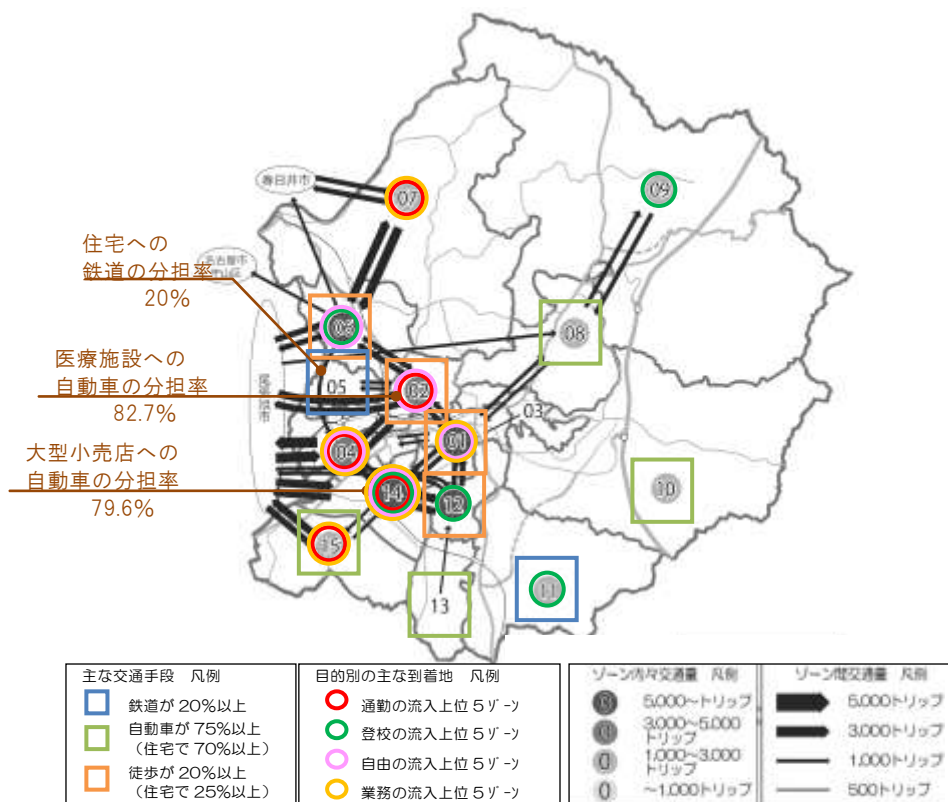 春日井市
07
09
住宅への
鉄道の分担率
20%
06
08
医療施設への
自動車の分担率
82.7%
05
02
03
01
大型小売店への
自動車の分担率
79.6%
04
14
12
10
15
13
11
主な交通手段 凡例
鉄道が 20%以上
自動車が 75%以上
（住宅で 70%以上）
徒歩が 20%以上
（住宅で 25%以上）
目的別の主な到着地 凡例
通勤の流入上位 5 ゾーン
登校の流入上位 5 ゾーン
自由の流入上位 5 ゾーン
業務の流入上位 5 ゾーン
ゾーン内々交通量 凡例
5,000～トリップ
3,000～5,000
トリップ
1,000～3,000
トリップ
0
～1,000トリップ
ゾーン間交通量 凡例
5,000トリップ
3,000トリップ
1,000トリップ
500トリップ